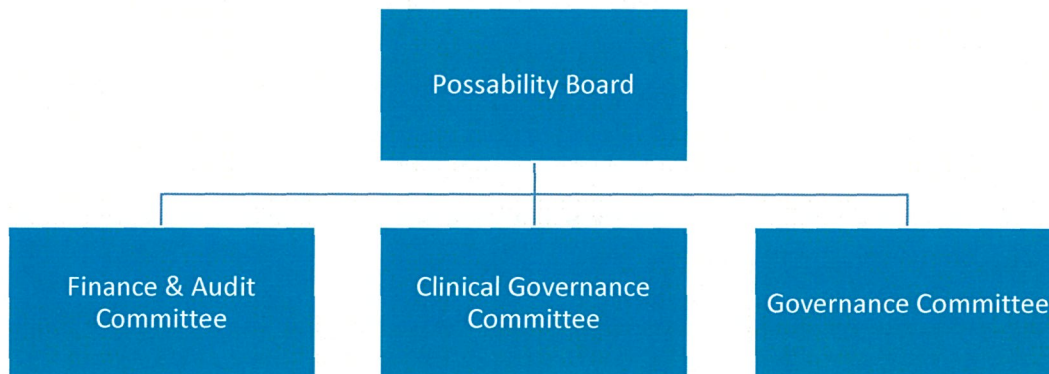 Possability Board
Finance & Audit
Committee
Clinical Governance
Committee
Governance Committee